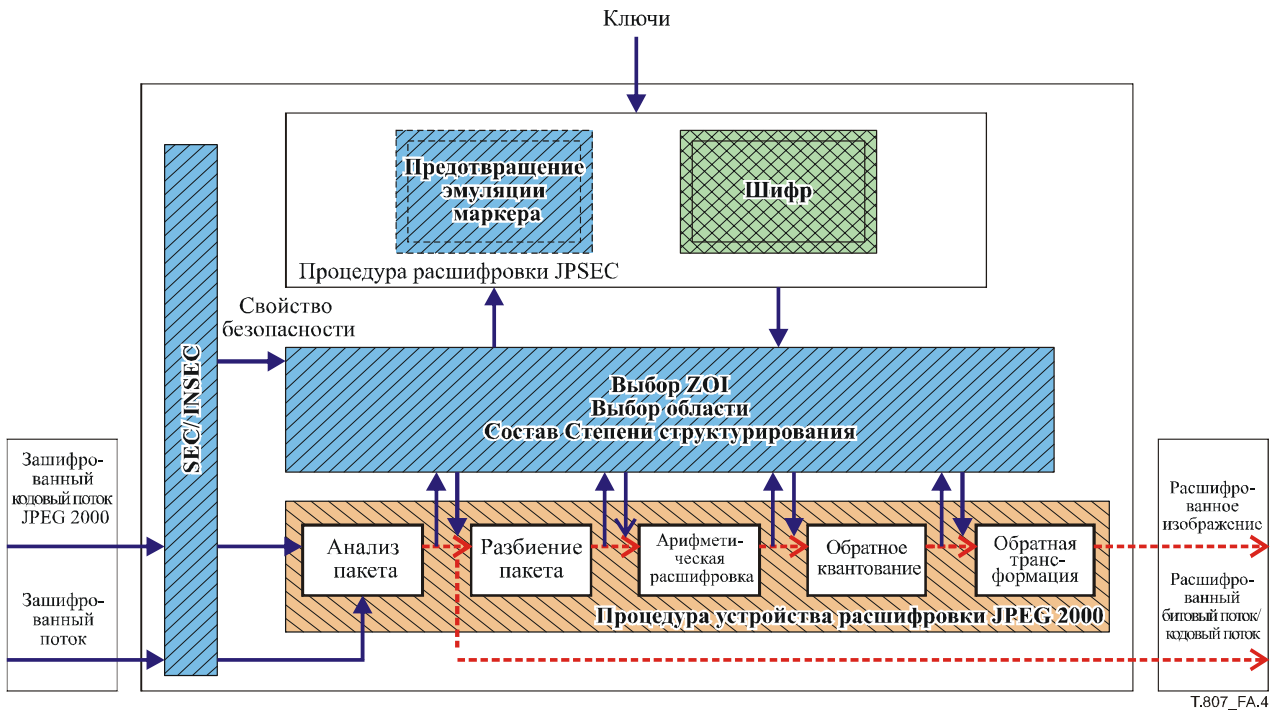 Ключи
Предотвращение
эмуляции
маркера
Шифр
Процедура расшифровки JPSEC
Свойство
безопасности
SEC/ INSEC
Выбор ZOI
Выбор области
Состав Степени структурирования
Зашифро-
ванный
кодовый поток
JPEG 2000
Зашифро-
ванный
поток
Анализ
пакета
Разбиение
пакета
Арифмети-
ческая
расшифровка
Обратное
квантование
Обратная
транс-
формация
Процедура устройства расшифровки JPEG 2000
Расшифро-
ванное
изображение
Расшифро-
ванный
битовый поток/
кодовый поток
T.807_FA.4